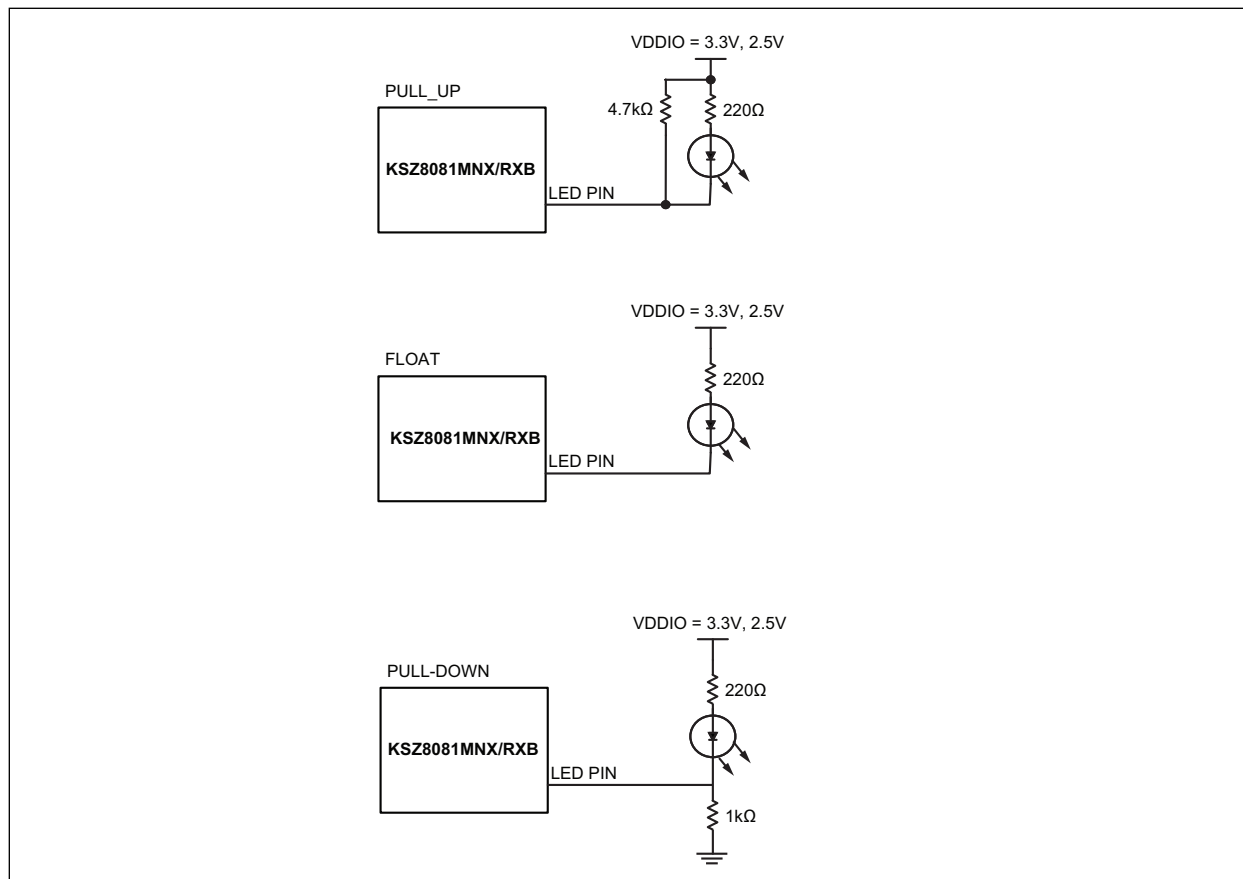 VDDIO = 3.3V, 2.5V
PULL_UP
4.7kΩ
220Ω
KSZ8081MNX/RXB
LED PIN
VDDIO = 3.3V, 2.5V
FLOAT
220Ω
KSZ8081MNX/RXB
LED PIN
VDDIO = 3.3V, 2.5V
PULL-DOWN
220Ω
KSZ8081MNX/RXB
LED PIN
1kΩ